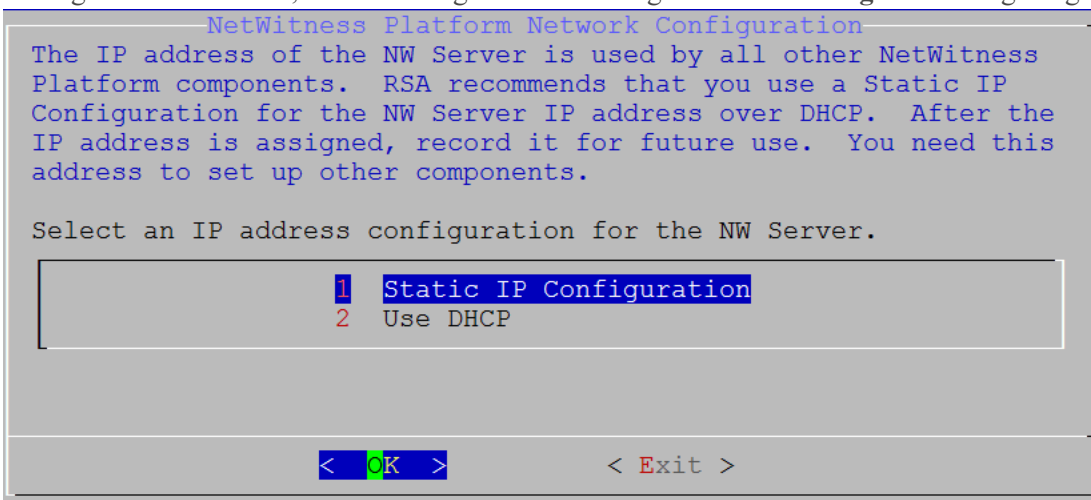 NetWitness Platform Network Configuration
The IP address of the NW Server is used by all other NetWitness
Platform components.  RSA recommends that you use a Static IP
Configuration for the NW Server IP address over DHCP.  After the
IP address is assigned, record it for future use.  You need this
address to set up other components.
Select an IP address configuration for the NW Server.
1 Static IP Configuration
2 Use DHCP
< OK > < Exit >